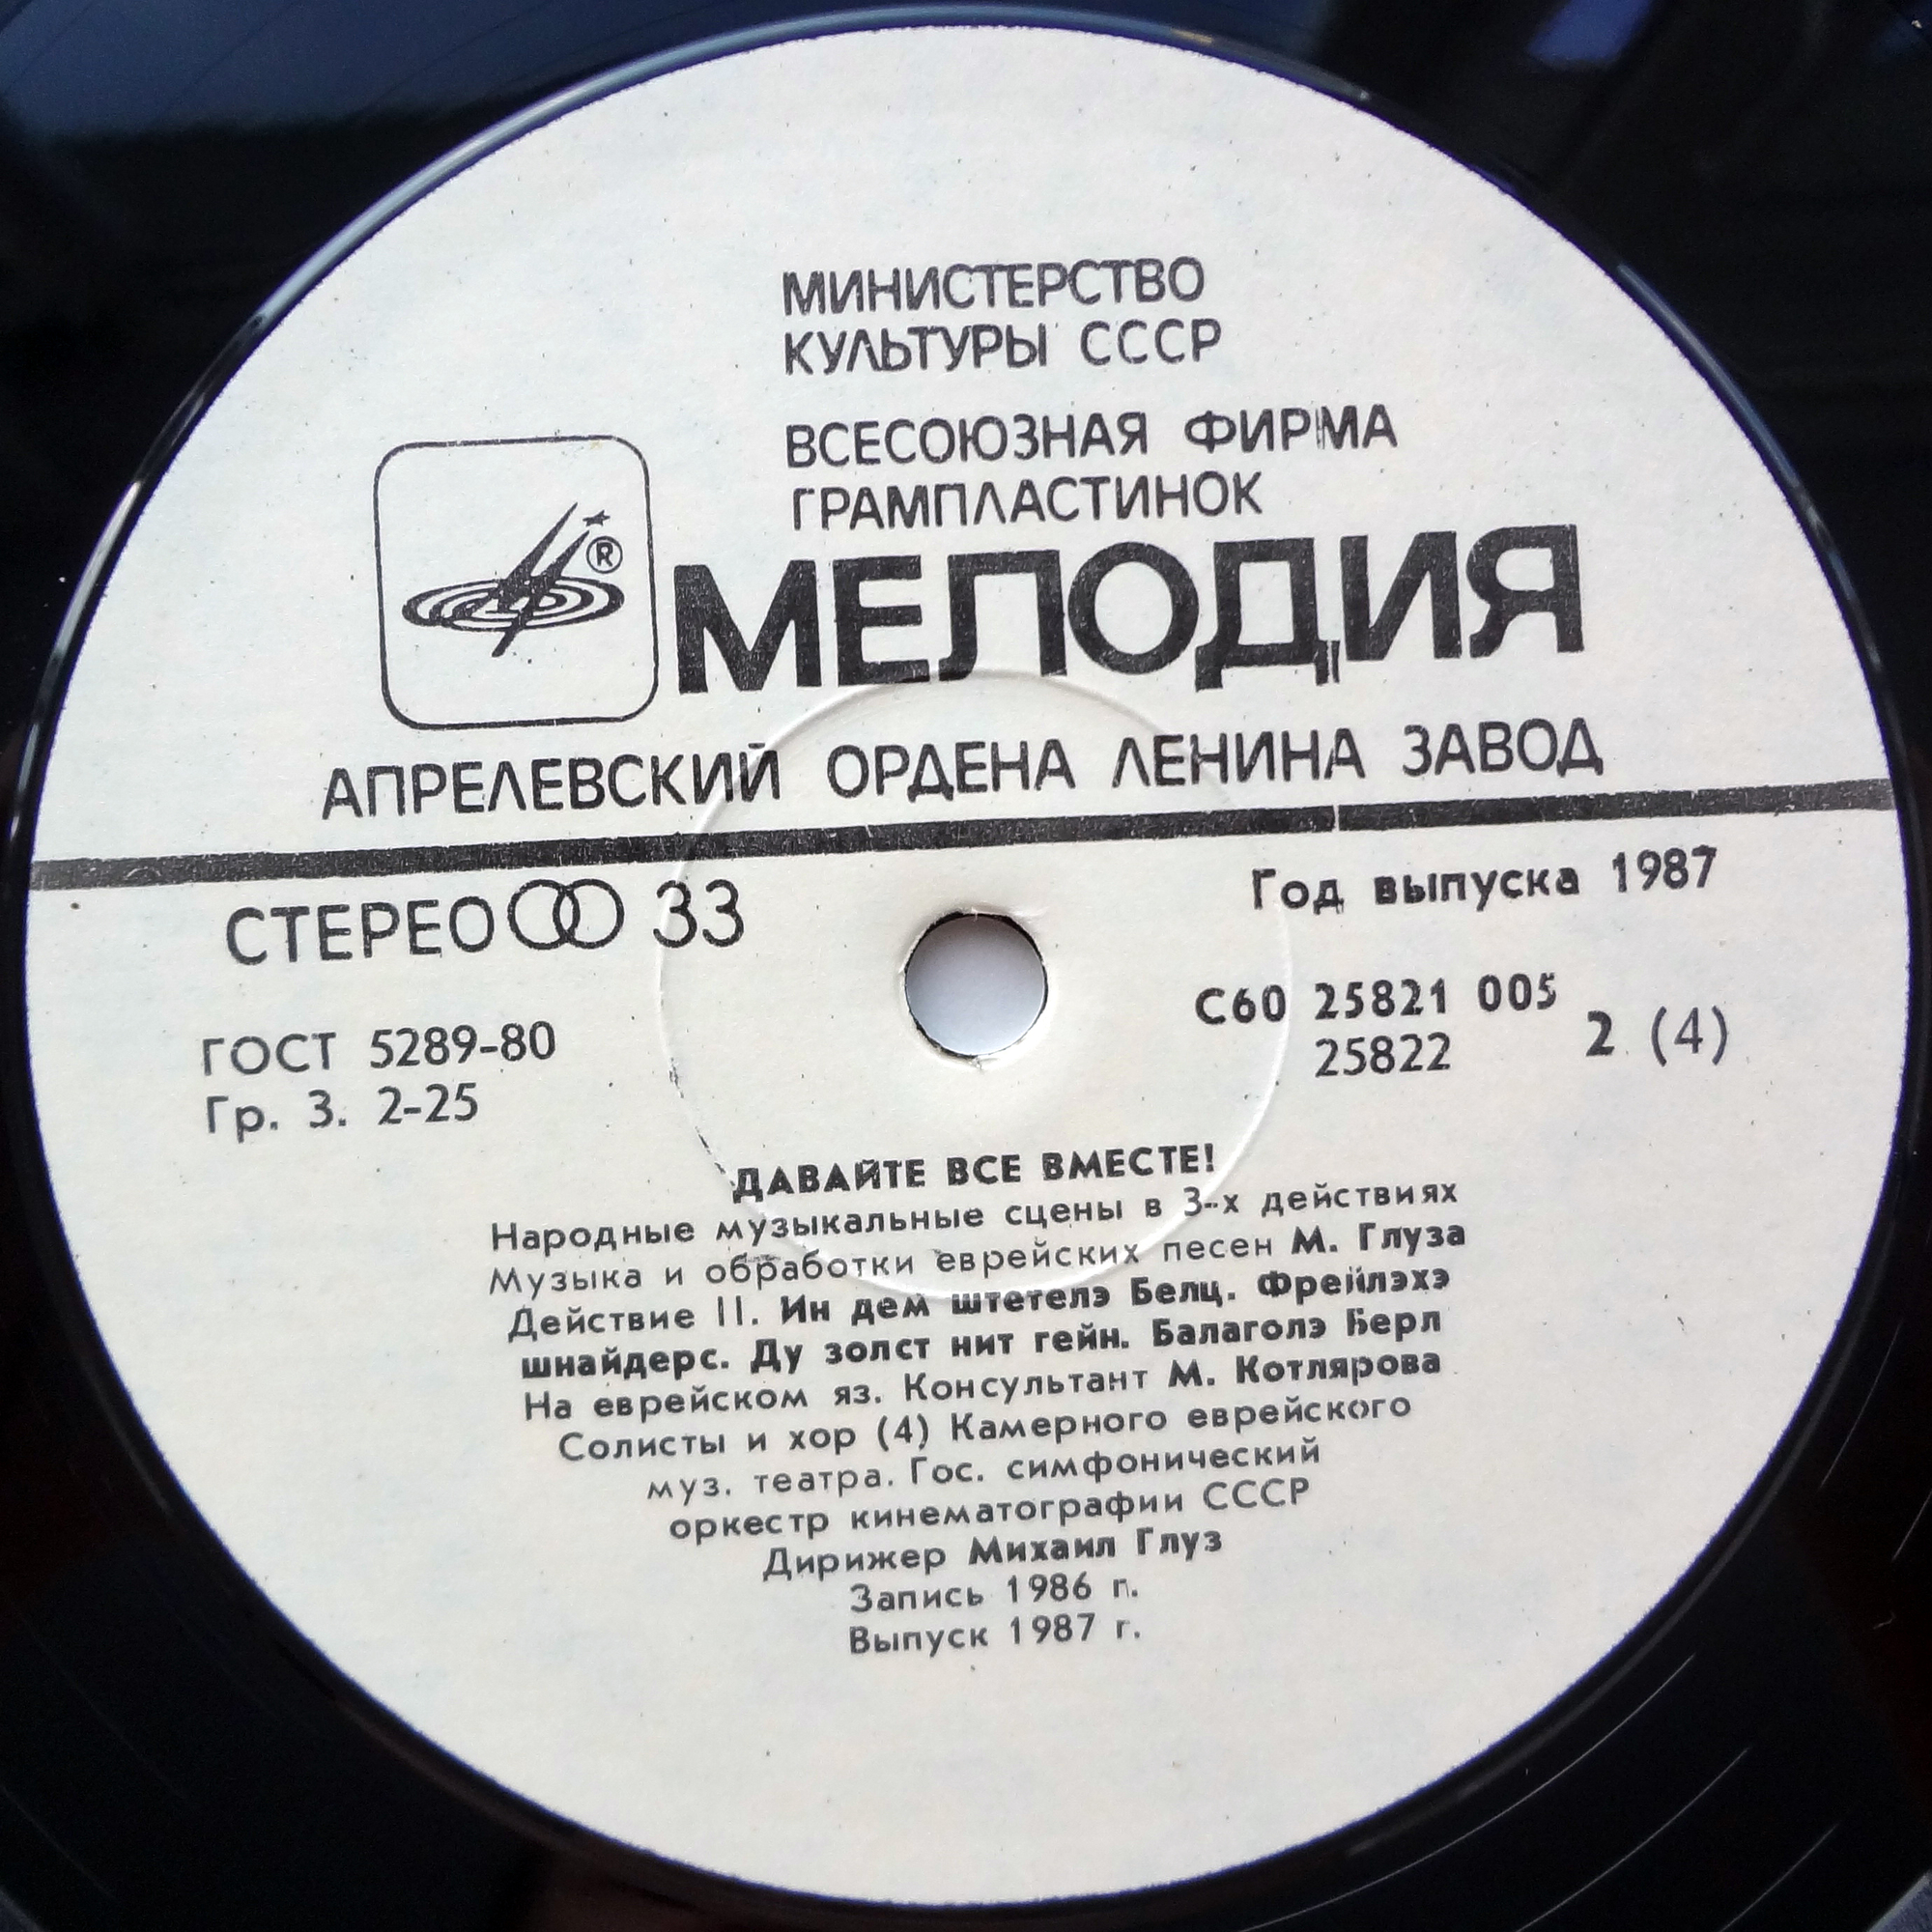 МИНИСТЕРСТВО
КУЛЬТУРЫ СССР
ВСЕСОЮЗНАЯ ФИРМА
ГРАМПЛАСТИНОК
®
МЕЛОДИЯ
АПРЕЛЕВСКИЙ ОРДЕНА ЛЕНИНА ЗАВОД
СТЕРЕО 33
Год выпуска 1987
ГОСТ 5289-80
Гр. 3. 2-25
С60 25821 005
25822
2 (4)
ДАВАЙТЕ ВСЕ ВМЕСТЕ!
Народные музыкальные сцены в 3-х действиях
Музыка и обработки еврейских песен М. Глуза
Действие II. Ин дем штетелэ Белц. Фрейлэхэ
шнайдерс. Ду золст нит гейн. Балаголэ Берл
На еврейском яз. Консультант М. Котлярова
Солисты и хор (4) Камерного еврейского
муз. театра. Гос. симфонический
оркестр кинематографии СССР
Дирижер Михаил Глуз
Запись 1986 г.
Выпуск 1987 г.